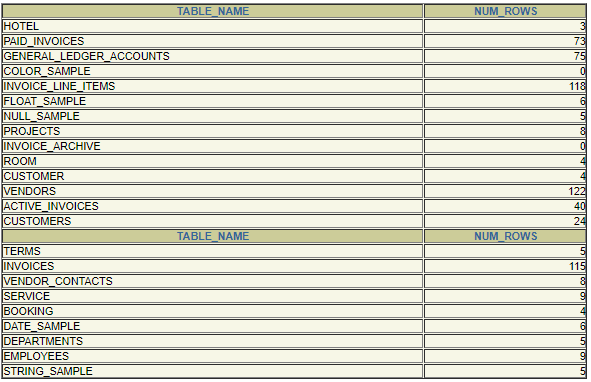 TABLE_NAME NUM_ROWS
HOTEL 3
PAID_INVOICES 73
GENERAL_LEDGER_ACCOUNTS 75
COLOR_SAMPLE 0
INVOICE_LINE_ITEMS 118
FLOAT_SAMPLE 6
NULL_SAMPLE 5
PROJECTS 8
INVOICE_ARCHIVE 0
ROOM 4
CUSTOMER 4
VENDORS 122
ACTIVE_INVOICES 40
CUSTOMERS 24
TABLE_NAME NUM_ROWS
TERMS 5
INVOICES 115
VENDOR_CONTACTS 8
SERVICE 9
BOOKING 4
DATE_SAMPLE 6
DEPARTMENTS 5
EMPLOYEES 9
STRING_SAMPLE 5